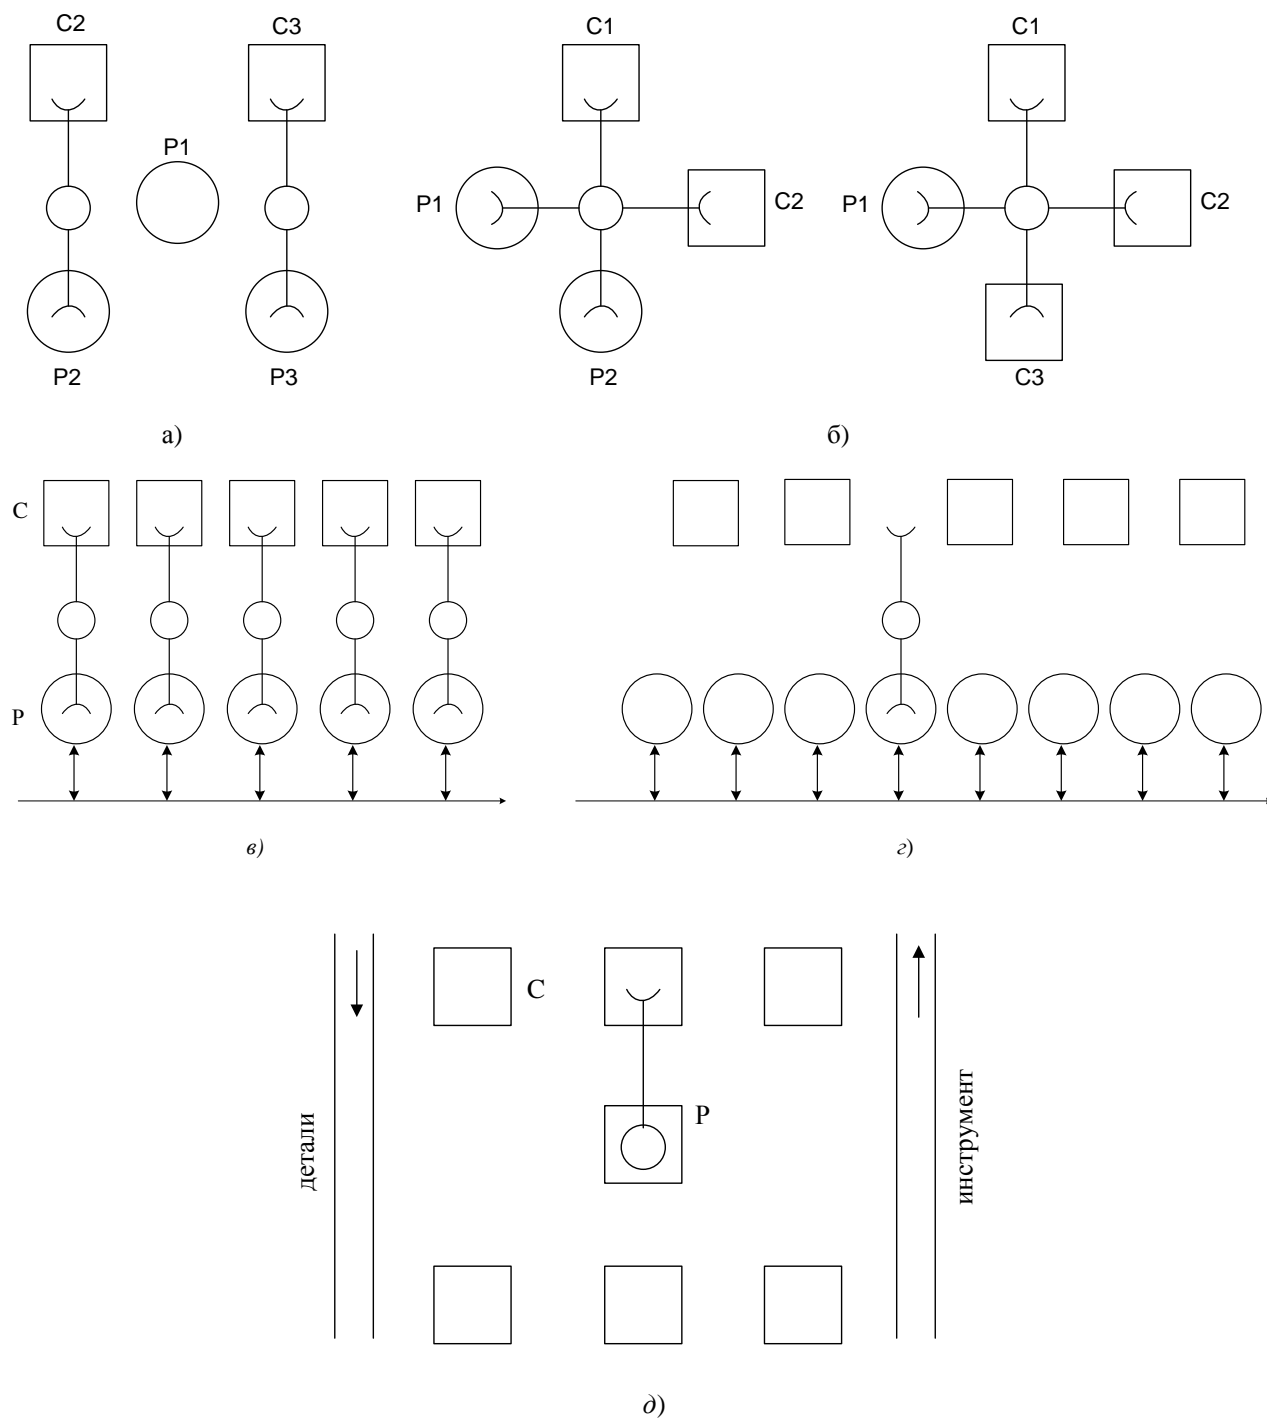 C2 C3 C1 C1
P1
P1 C2 P1 C2
P2 P3 P2 C3
а) б)
С
Р
в) г)
С
Р
детали
инструмент
д)